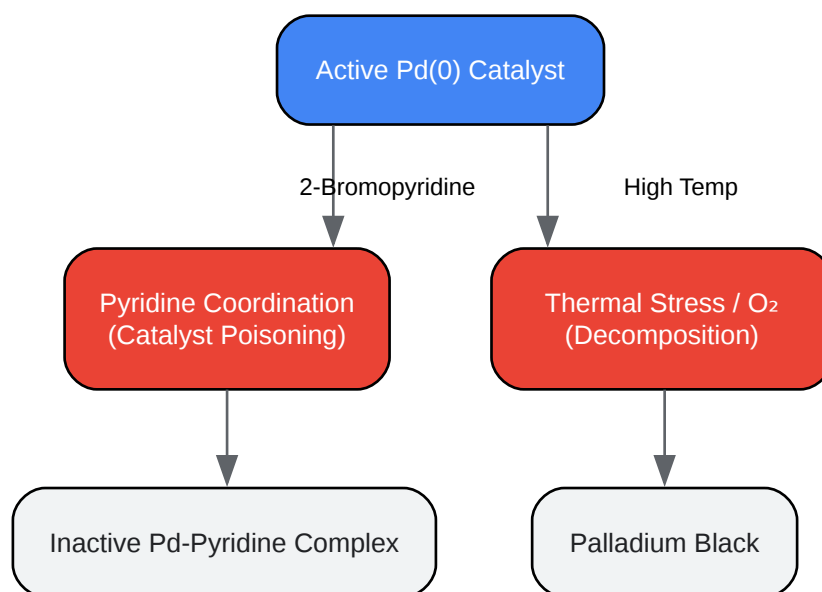 Active Pd(0) Catalyst
2-Bromopyridine
High Temp
Pyridine Coordination
(Catalyst Poisoning)
Thermal Stress / O₂
(Decomposition)
Inactive Pd-Pyridine Complex
Palladium Black